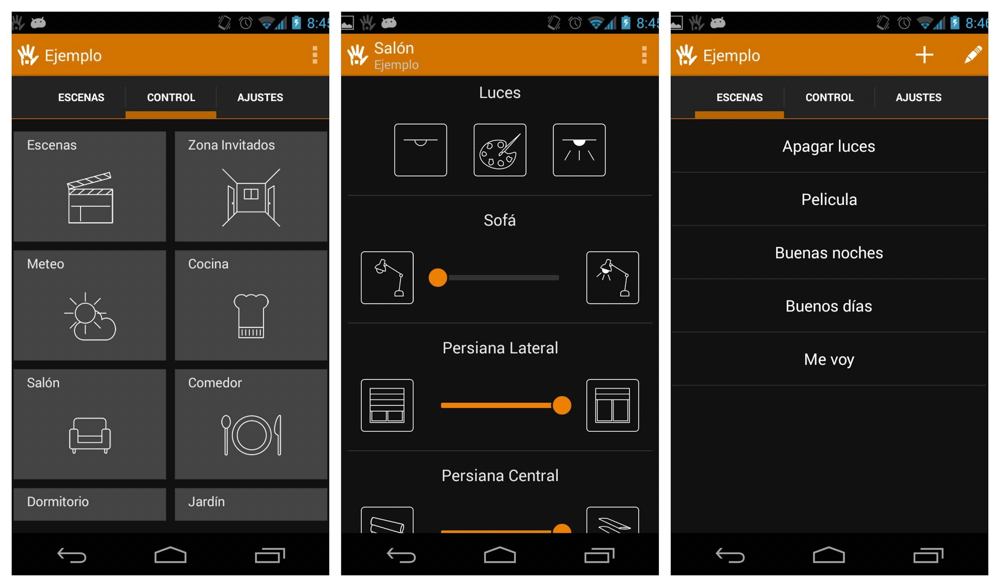 8:45
Ejemplo
ESCENAS CONTROL AJUSTES
Escenas Zona Invitados
Meteo Cocina
Salón Comedor
Dormitorio Jardín
8:45
Salón
Ejemplo
Luces
Sofá
Persiana Lateral
Persiana Central
8:46
Ejemplo
ESCENAS CONTROL AJUSTES
Apagar luces
Pelicula
Buenas noches
Buenos días
Me voy